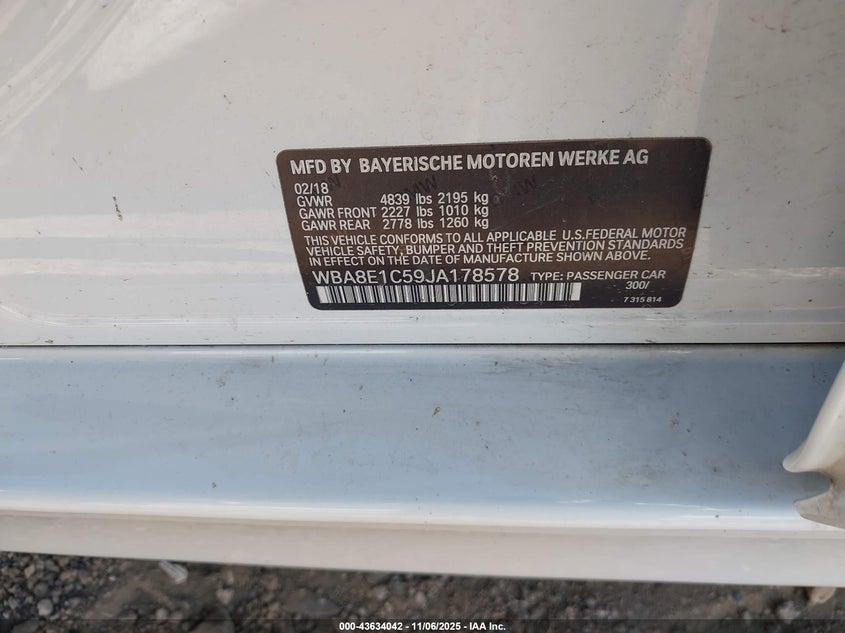 MFD BY BAYERISCHE MOTOREN WERKE AG
02/18
GVWR 4839 lbs 2195 kg
GAWR FRONT 2227 lbs 1010 kg
GAWR REAR 2778 lbs 1260 kg
THIS VEHICLE CONFORMS TO ALL APPLICABLE U.S.FEDERAL MOTOR
VEHICLE SAFETY, BUMPER, AND THEFT PREVENTION STANDARDS
IN EFFECT ON THE DATE OF MANUFACTURE SHOWN ABOVE.
WBA8E1C59JA178578 TYPE: PASSENGER CAR
300/
7 315 814
000-43634042 - 11/06/2025 - IAA Inc.